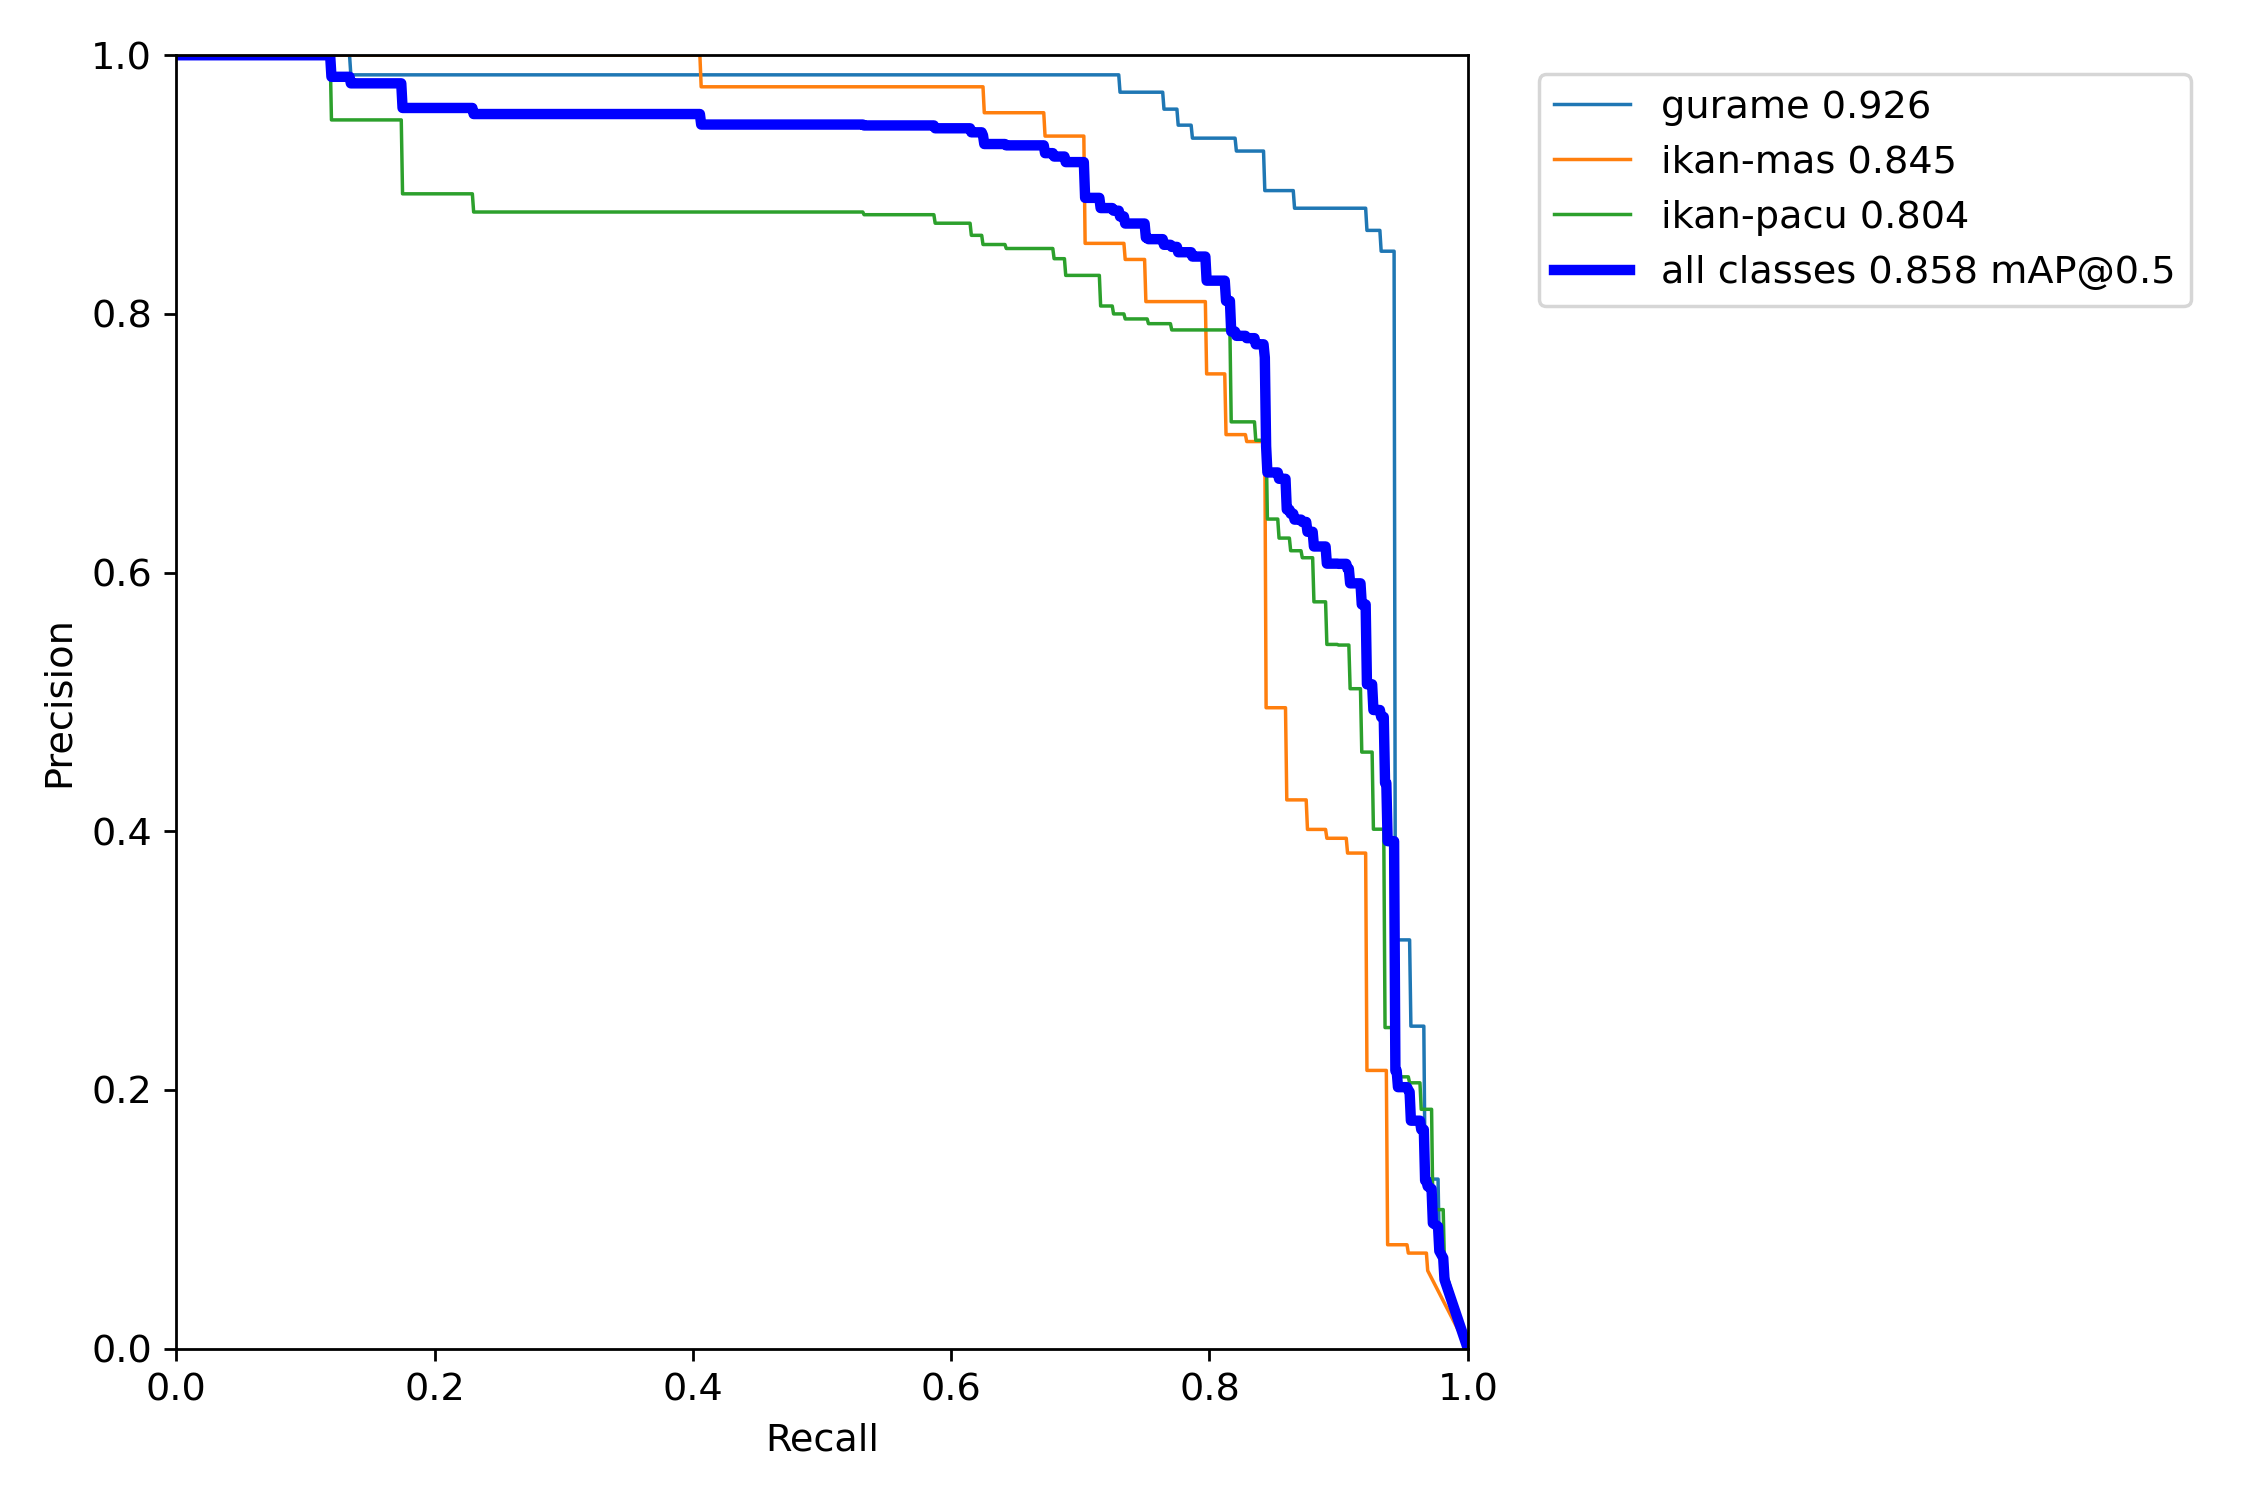 1.0
0.8
0.6
0.4
0.2
0.0
Precision
0.0 0.2 0.4 0.6 0.8 1.0
Recall
gurame 0.926
ikan-mas 0.845
ikan-pacu 0.804
all classes 0.858 mAP@0.5